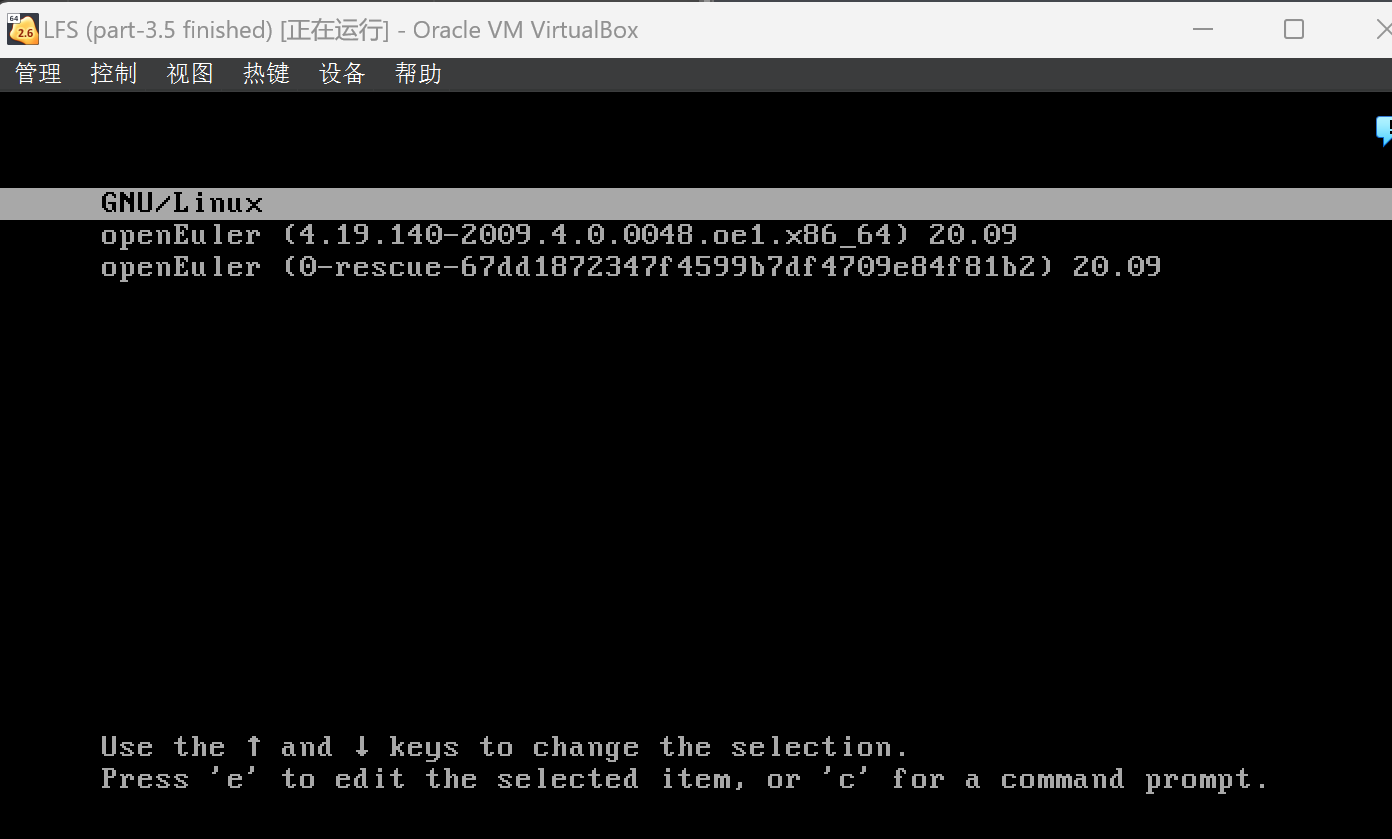 64
2.6
LFS (part-3.5 finished) [正在运行] - Oracle VM VirtualBox
管理 控制 视图 热键 设备 帮助
GNU/Linux
openEuler (4.19.140-2009.4.0.0048.oe1.x86_64) 20.09
openEuler (0-rescue-67dd1872347f4599b7df4709e84f81b2) 20.09
Use the ↑ and ↓ keys to change the selection.
Press 'e' to edit the selected item, or 'c' for a command prompt.